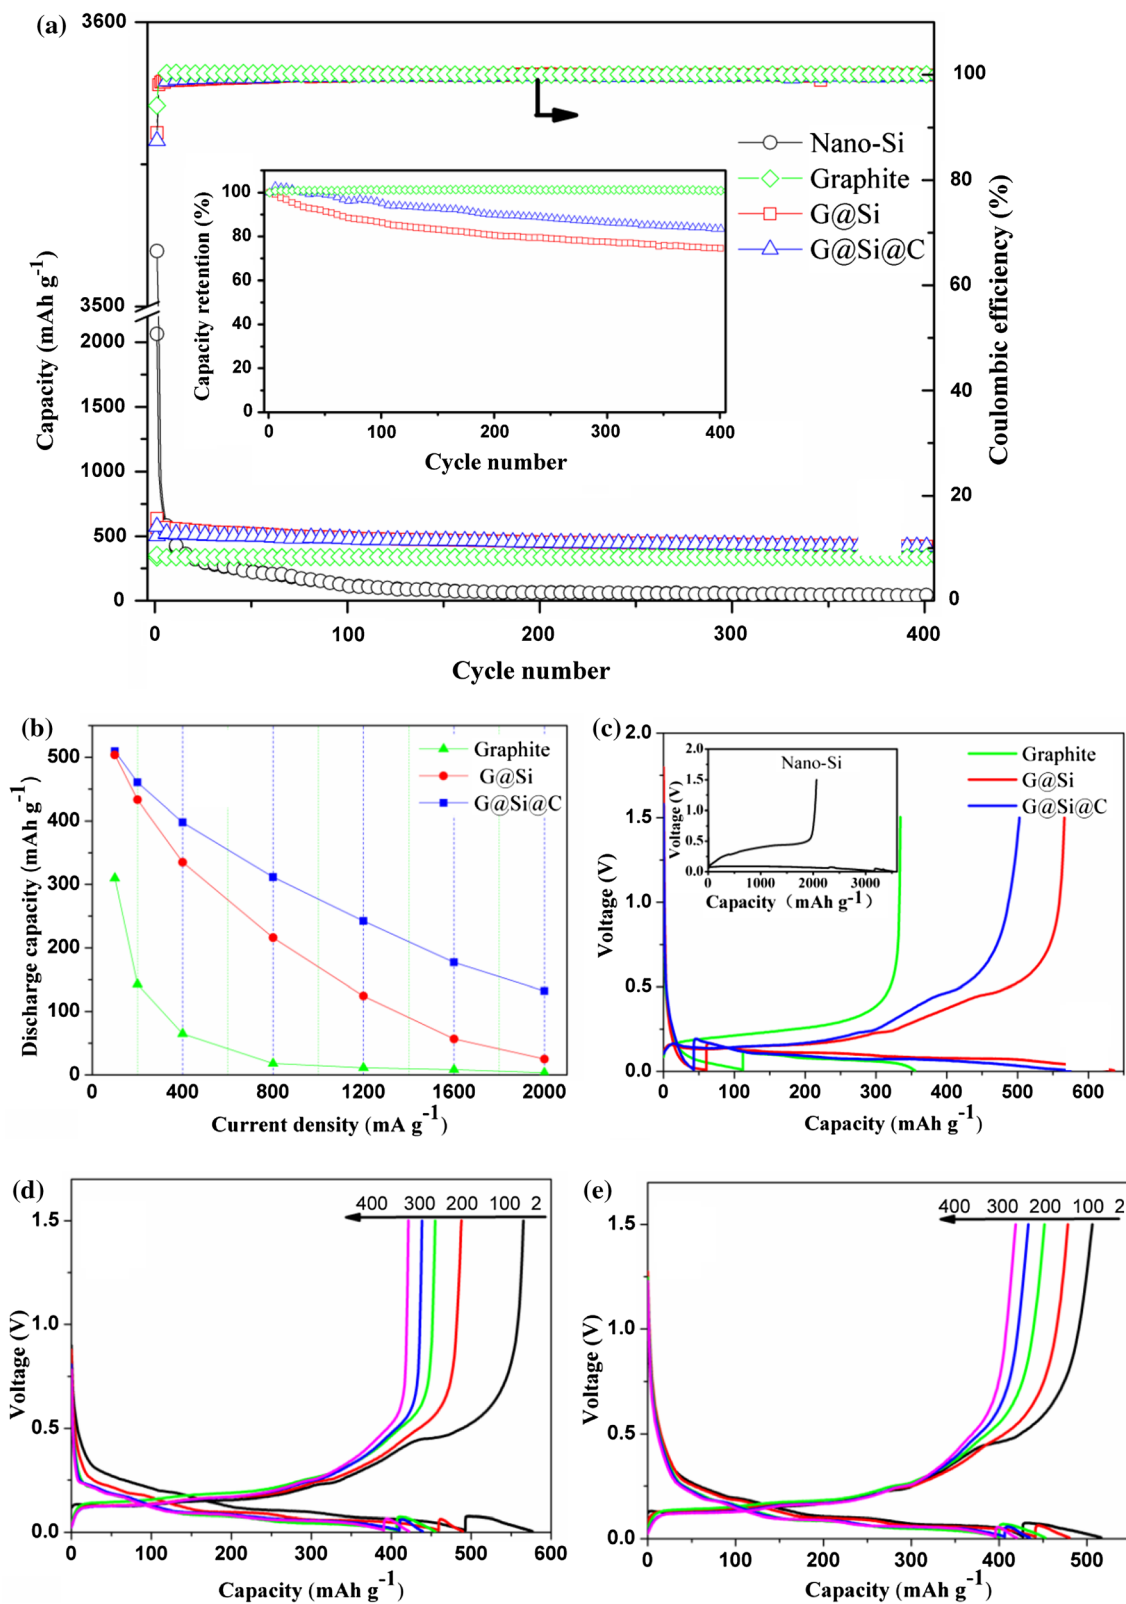 (a)
3600
3500
2000
1500
1000
500
0
Capacity (mAh g-1)
0 100 200 300 400
Cycle number
100
80
60
40
20
0
Coulombic efficiency (%)
Nano-Si
Graphite
G@Si
G@Si@C
100
80
60
40
20
0
Capacity retention (%)
0 100 200 300 400
Cycle number
(b)
500
400
300
200
100
0
Discharge capacity (mAh g-1)
0 400 800 1200 1600 2000
Current density (mA g-1)
Graphite
G@Si
G@Si@C
(c)
2.0
1.5
1.0
0.5
0.0
Voltage (V)
0 100 200 300 400 500 600
Capacity (mAh g-1)
Graphite
G@Si
G@Si@C
Nano-Si
2.0
1.5
1.0
0.5
0.0
Voltage (V)
0 1000 2000 3000
Capacity (mAh g-1)
(d)
400 300 200 100 2
1.5
1.0
0.5
0.0
Voltage (V)
0 100 200 300 400 500 600
Capacity (mAh g-1)
(e)
400 300 200 100 2
1.5
1.0
0.5
0.0
Voltage (V)
0 100 200 300 400 500
Capacity (mAh g-1)